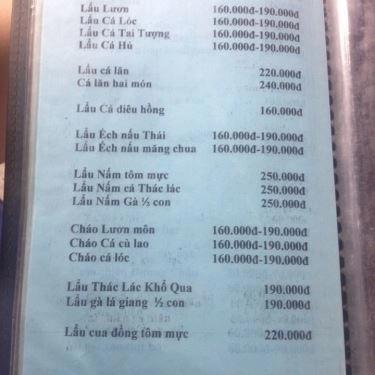 Lẩu Lươn 160.000đ-190.000đ
Lẩu Cá Lóc 160.000đ-190.000đ
Lẩu Cá Tai Tượng 160.000đ-190.000đ
Lẩu Cá Hú 160.000đ-190.000đ
Lẩu cá lăn 220.000đ
Cá lăn hai món 240.000đ
Lẩu Cá diêu hồng 160.000đ
Lẩu Ếch nấu Thái 160.000đ-190.000đ
Lẩu Ếch nấu măng chua 160.000đ-190.000đ
Lẩu Nấm tôm mực 250.000đ
Lẩu Nấm cá Thác lác 250.000đ
Lẩu Nấm Gà ½ con 250.000đ
Cháo Lươn môn 160.000đ-190.000đ
Cháo Cá cù lao 160.000đ-190.000đ
Cháo cá lóc 160.000đ-190.000đ
Lẩu Thác Lác Khổ Qua 190.000đ
Lẩu gà lá giang ½ con 190.000đ
Lẩu cua đồng tôm mực 220.000đ